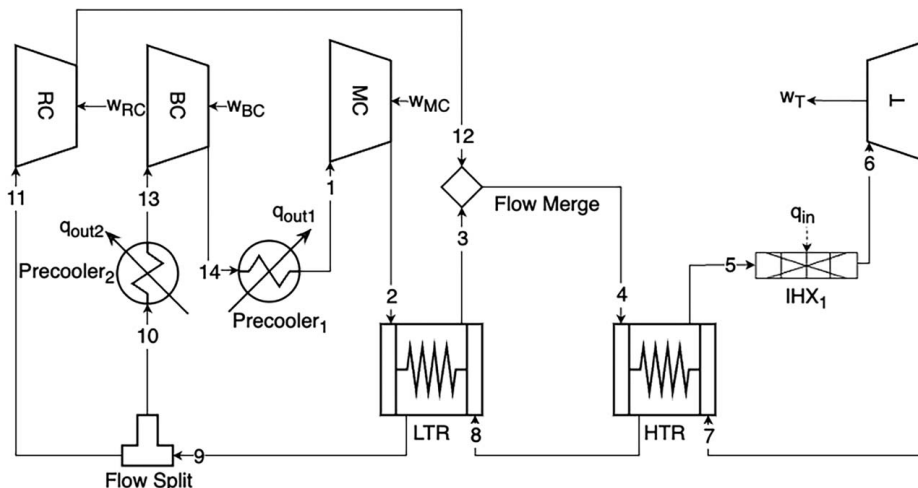 RC
w_RC
BC
w_BC
MC
w_MC
w_T
T
12
6
11
13
1
q_out1
Flow Merge
q_in
q_out2
3
Precooler_2
14
5
Precooler_1
2
4
IHX_1
10
LTR
8
HTR
7
9
Flow Split